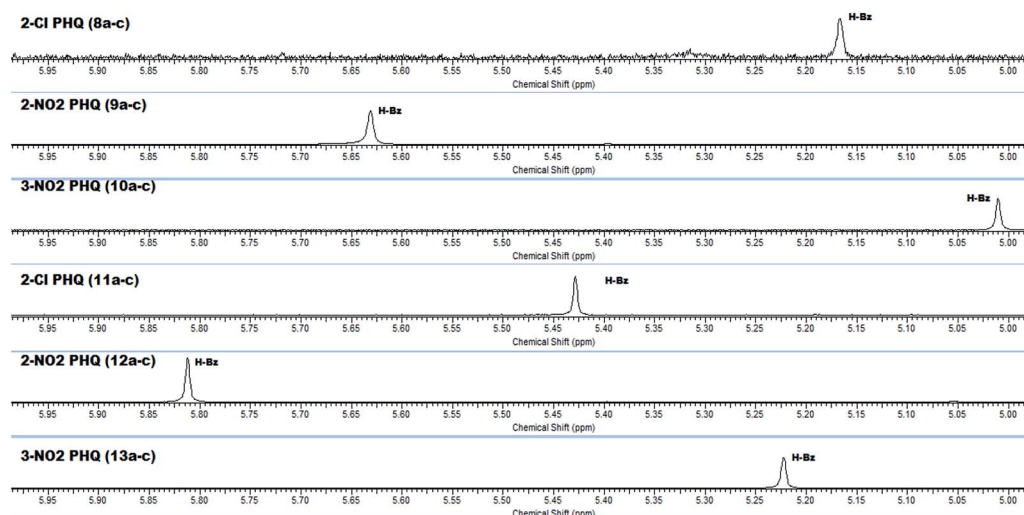 2-Cl PHQ (8a-c)
H-Bz
5.95 5.90 5.85 5.80 5.75 5.70 5.65 5.60 5.55 5.50 5.45 5.40 5.35 5.30 5.25 5.20 5.15 5.10 5.05 5.00
Chemical Shift (ppm)
2-NO2 PHQ (9a-c)
H-Bz
5.95 5.90 5.85 5.80 5.75 5.70 5.65 5.60 5.55 5.50 5.45 5.40 5.35 5.30 5.25 5.20 5.15 5.10 5.05 5.00
Chemical Shift (ppm)
3-NO2 PHQ (10a-c)
H-Bz
5.95 5.90 5.85 5.80 5.75 5.70 5.65 5.60 5.55 5.50 5.45 5.40 5.35 5.30 5.25 5.20 5.15 5.10 5.05 5.00
Chemical Shift (ppm)
2-Cl PHQ (11a-c)
H-Bz
5.95 5.90 5.85 5.80 5.75 5.70 5.65 5.60 5.55 5.50 5.45 5.40 5.35 5.30 5.25 5.20 5.15 5.10 5.05 5.00
Chemical Shift (ppm)
2-NO2 PHQ (12a-c)
H-Bz
5.95 5.90 5.85 5.80 5.75 5.70 5.65 5.60 5.55 5.50 5.45 5.40 5.35 5.30 5.25 5.20 5.15 5.10 5.05 5.00
Chemical Shift (ppm)
3-NO2 PHQ (13a-c)
H-Bz
5.95 5.90 5.85 5.80 5.75 5.70 5.65 5.60 5.55 5.50 5.45 5.40 5.35 5.30 5.25 5.20 5.15 5.10 5.05 5.00
Chemical Shift (ppm)